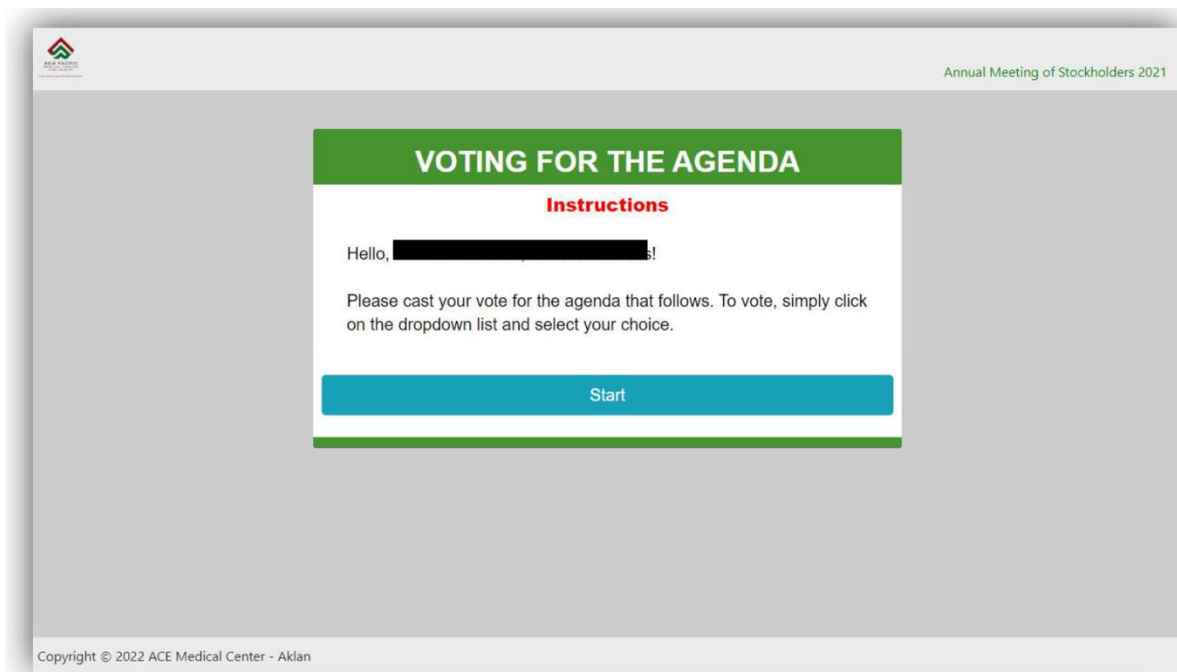 ASIA PACIFIC
Annual Meeting of Stockholders 2021
VOTING FOR THE AGENDA
Instructions
Hello, s!
Please cast your vote for the agenda that follows. To vote, simply click
on the dropdown list and select your choice.
Start
Copyright © 2022 ACE Medical Center - Aklan